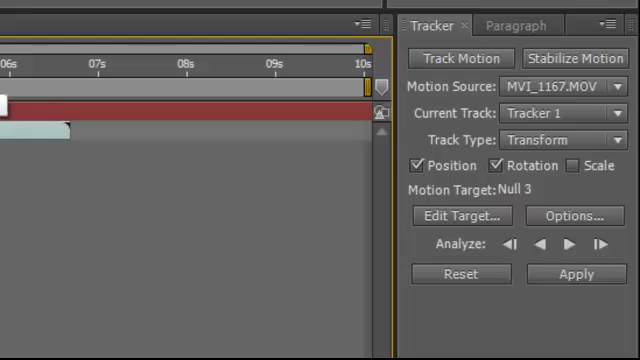 Tracker × Paragraph
Track Motion Stabilize Motion
06s 07s 08s 09s 10s
Motion Source: MVI_1167.MOV
Current Track: Tracker 1
Track Type: Transform
Position Rotation Scale
Motion Target: Null 3
Edit Target... Options...
Analyze:
Reset Apply